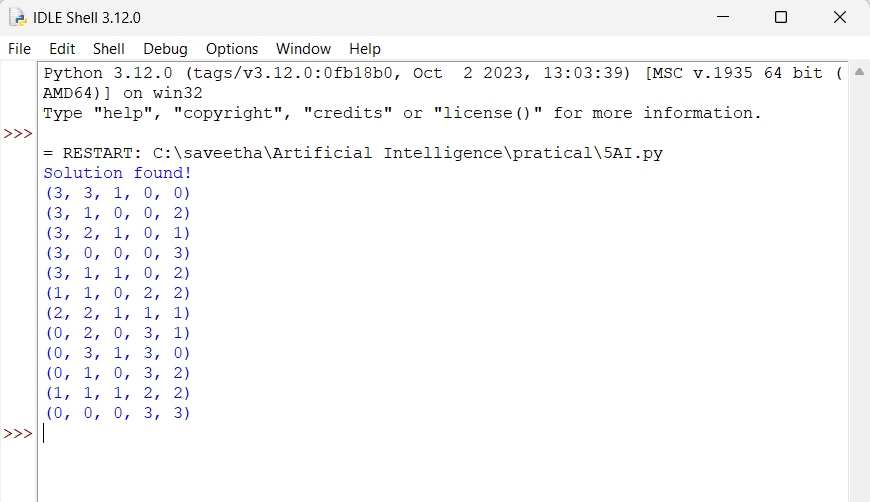 IDLE Shell 3.12.0
File Edit Shell Debug Options Window Help
Python 3.12.0 (tags/v3.12.0:0fb18b0, Oct  2 2023, 13:03:39) [MSC v.1935 64 bit (
AMD64)] on win32
Type "help", "copyright", "credits" or "license()" for more information.
>>>
= RESTART: C:\saveetha\Artificial Intelligence\pratical\5AI.py
Solution found!
(3, 3, 1, 0, 0)
(3, 1, 0, 0, 2)
(3, 2, 1, 0, 1)
(3, 0, 0, 0, 3)
(3, 1, 1, 0, 2)
(1, 1, 0, 2, 2)
(2, 2, 1, 1, 1)
(0, 2, 0, 3, 1)
(0, 3, 1, 3, 0)
(0, 1, 0, 3, 2)
(1, 1, 1, 2, 2)
(0, 0, 0, 3, 3)
>>>